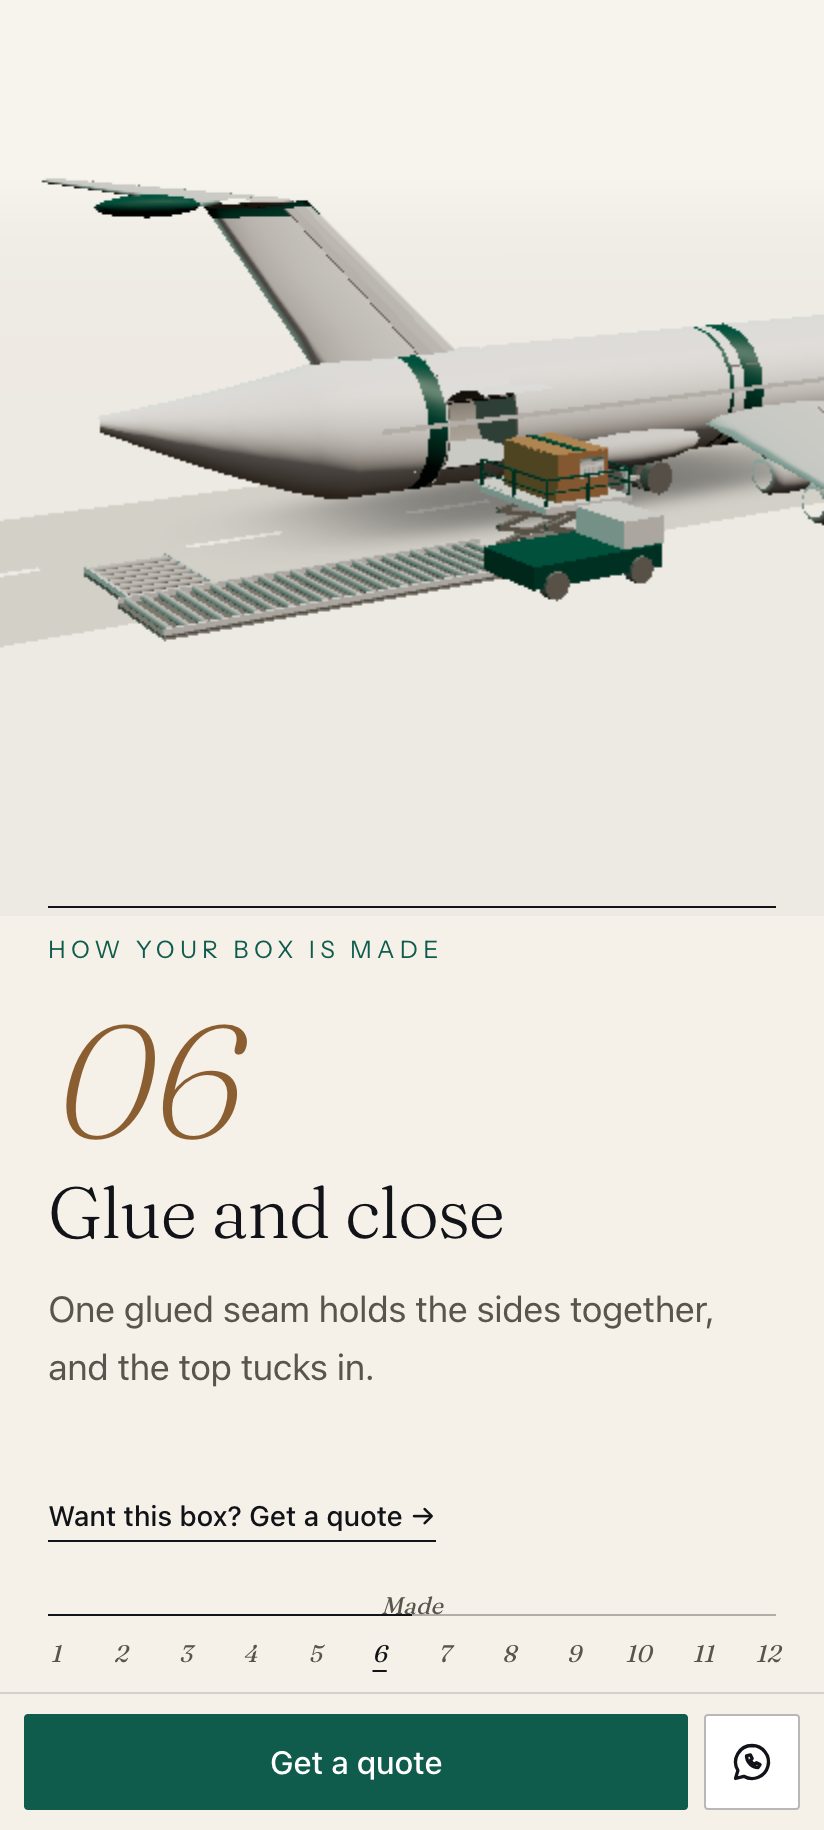 HOW YOUR BOX IS MADE
06
Glue and close
One glued seam holds the sides together,
and the top tucks in.
Want this box? Get a quote →
Made
1 2 3 4 5 6 7 8 9 10 11 12
Get a quote